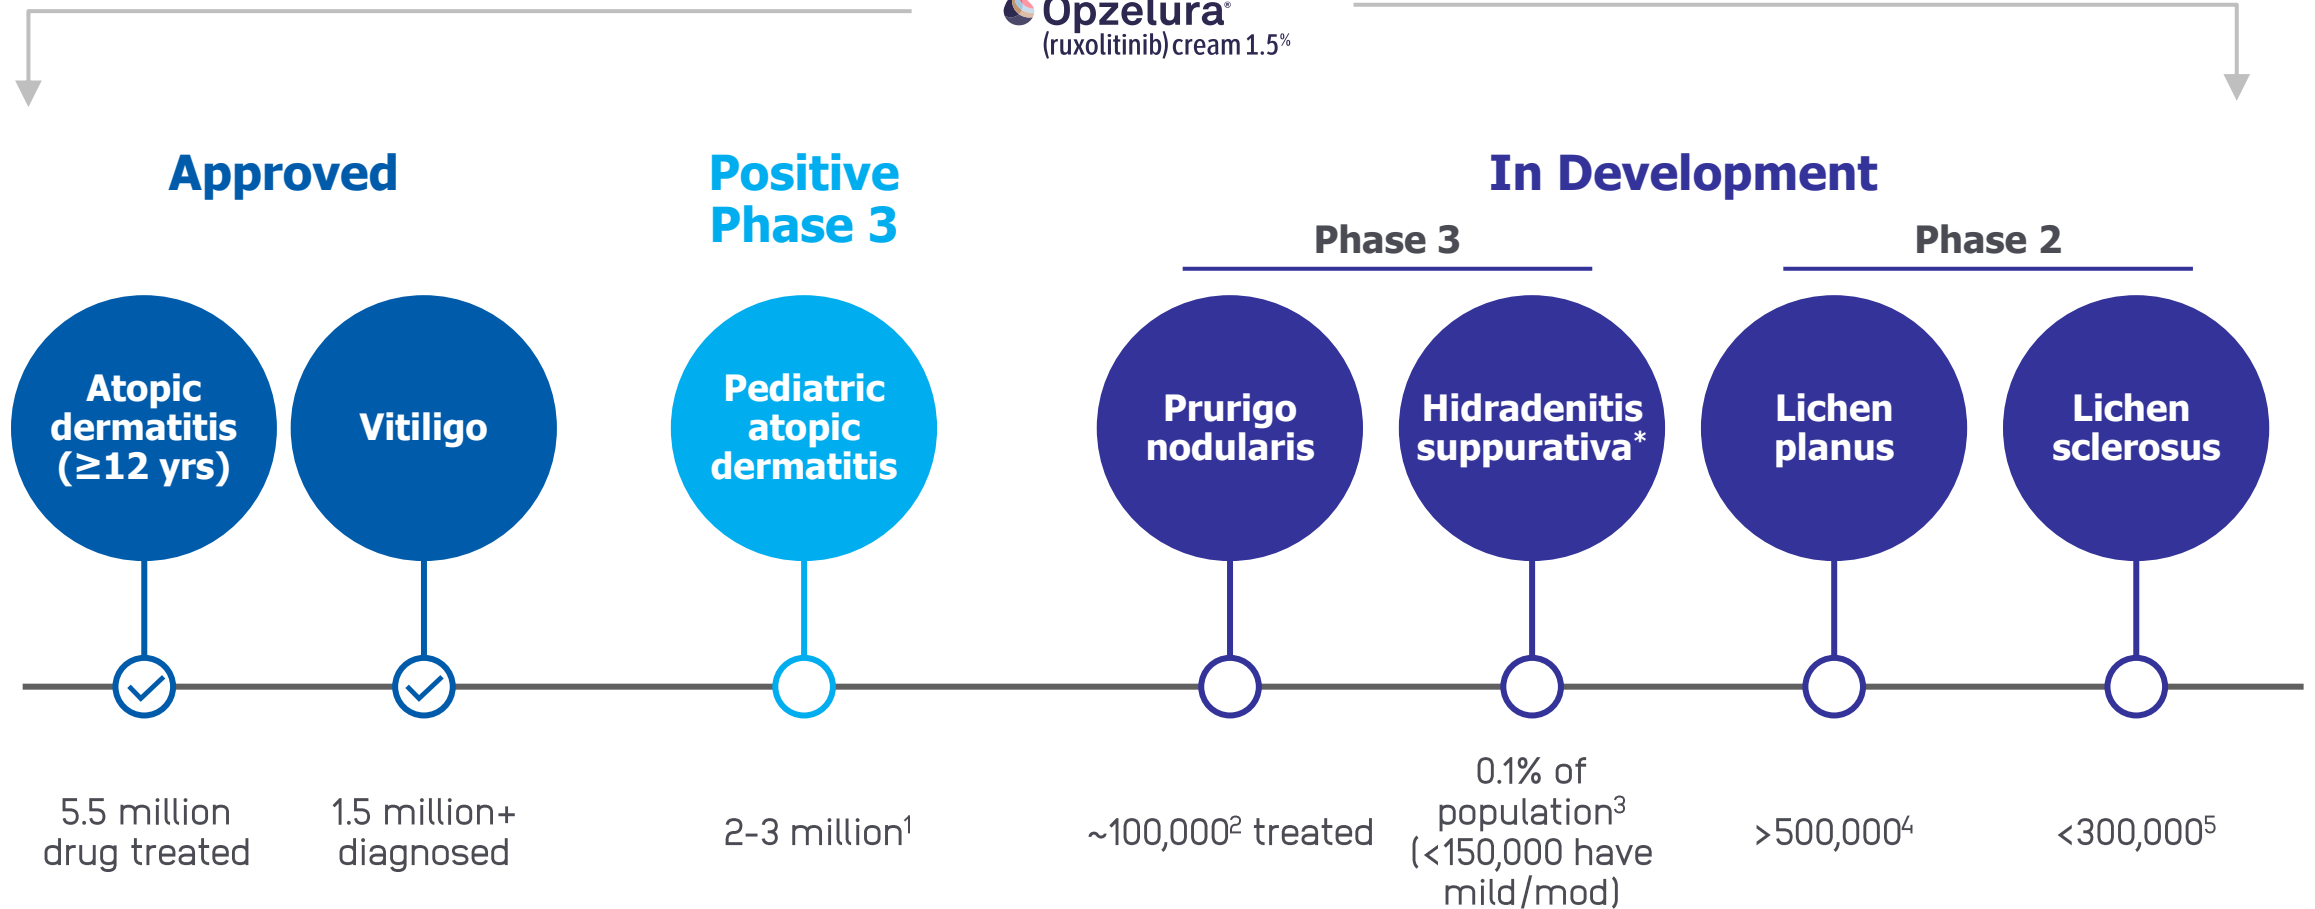 Opzelura®
(ruxolitinib) cream 1.5%
Approved
Positive
Phase 3
In Development
Phase 3
Phase 2
Atopic
dermatitis
(≥12 yrs)
Vitiligo
Pediatric
atopic
dermatitis
Prurigo
nodularis
Hidradenitis
suppurativa*
Lichen
planus
Lichen
sclerosus
5.5 million
drug treated
1.5 million+
diagnosed
2-3 million¹
~100,000² treated
0.1% of
population³
(<150,000 have
mild/mod)
>500,000⁴
<300,000⁵